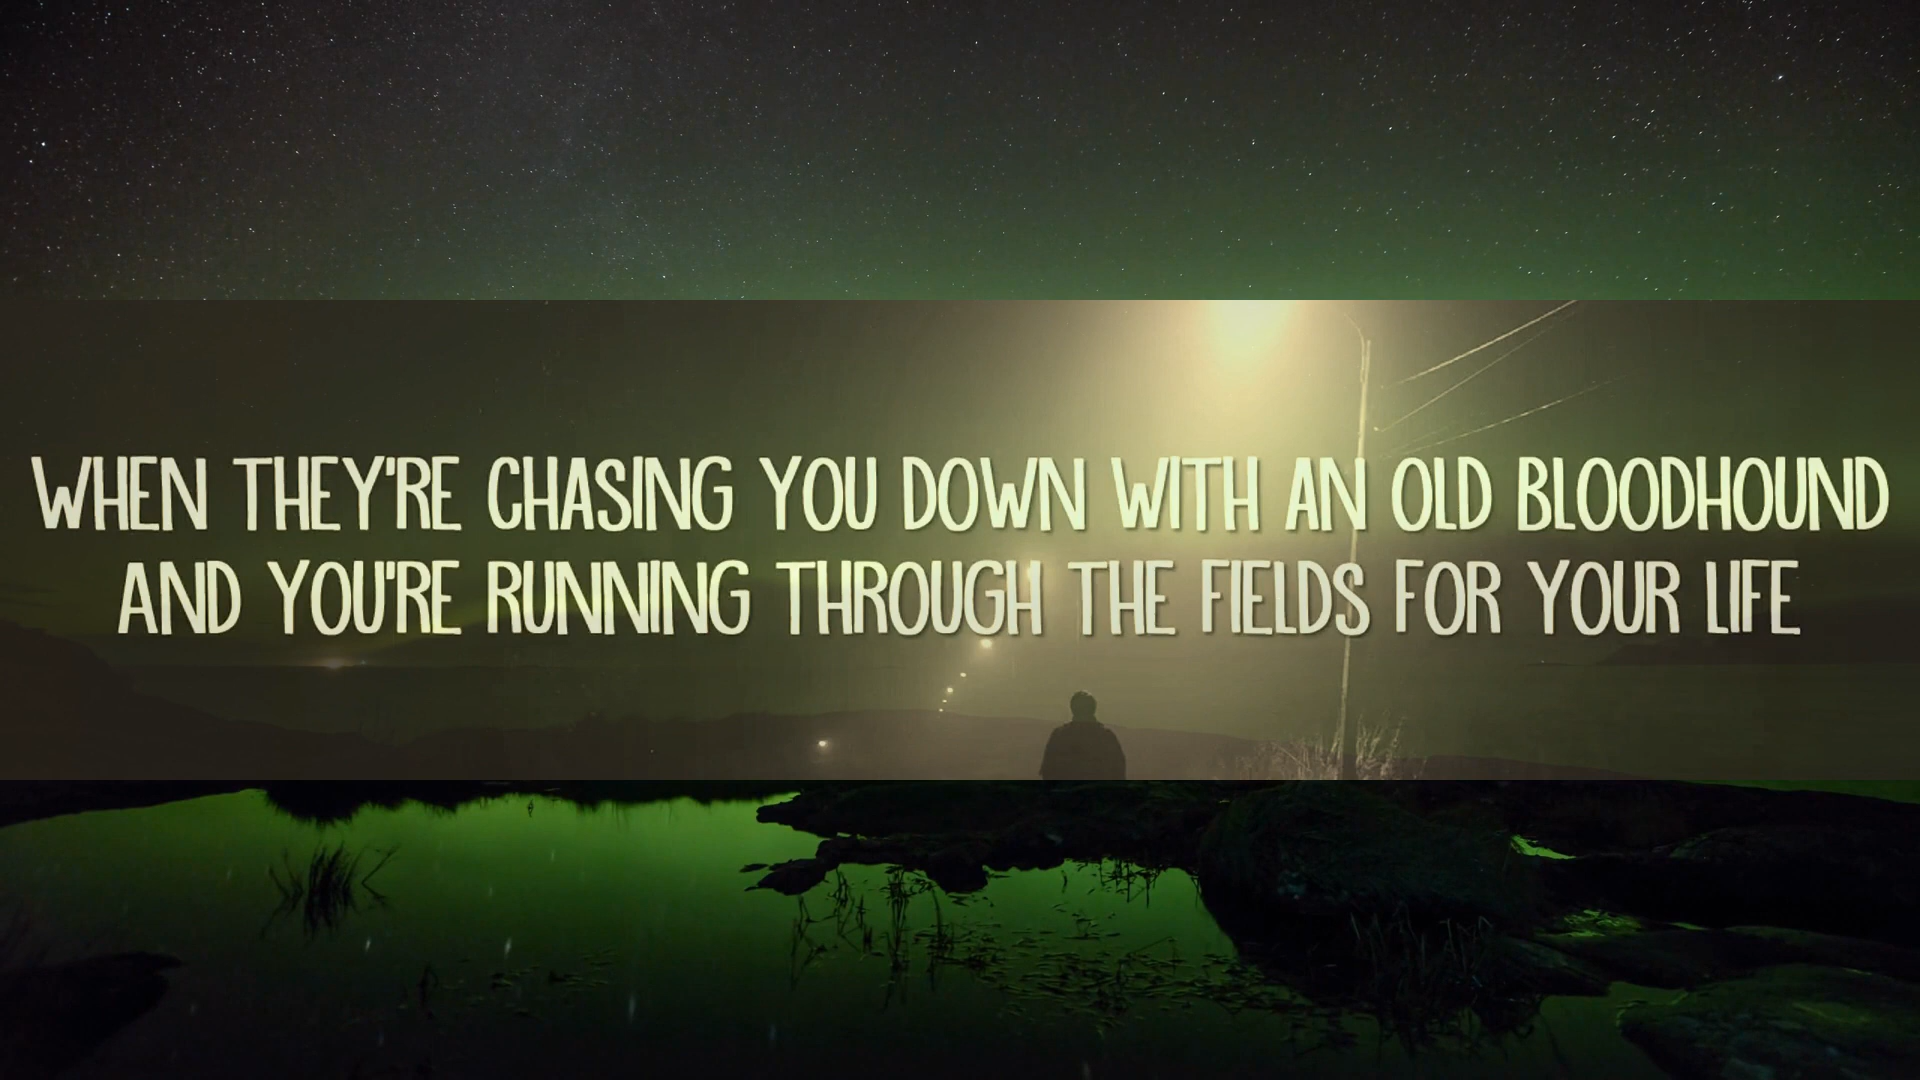 WHEN THEY'RE CHASING YOU DOWN WITH AN OLD BLOODHOUND
AND YOU'RE RUNNING THROUGH THE FIELDS FOR YOUR LIFE